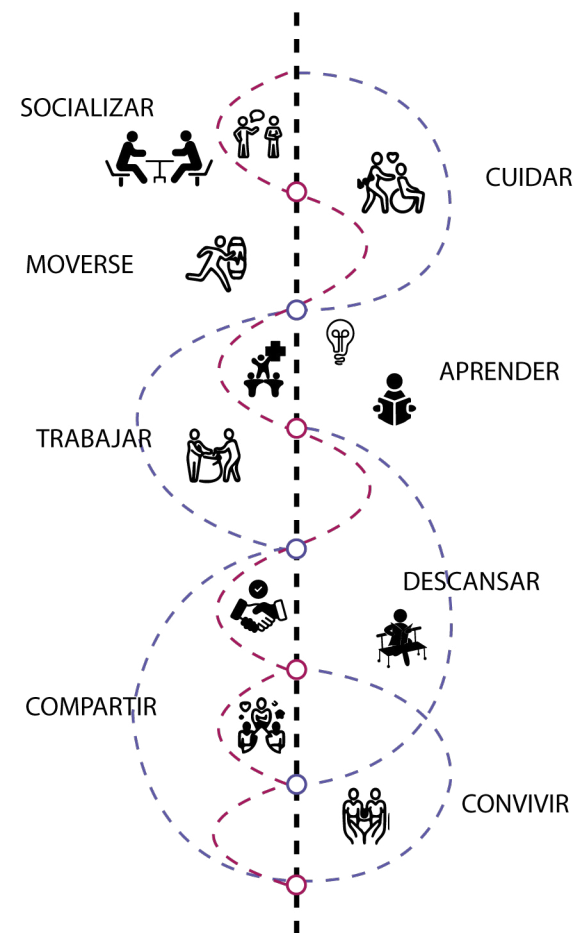 SOCIALIZAR
CUIDAR
MOVERSE
APRENDER
TRABAJAR
DESCANSAR
COMPARTIR
CONVIVIR